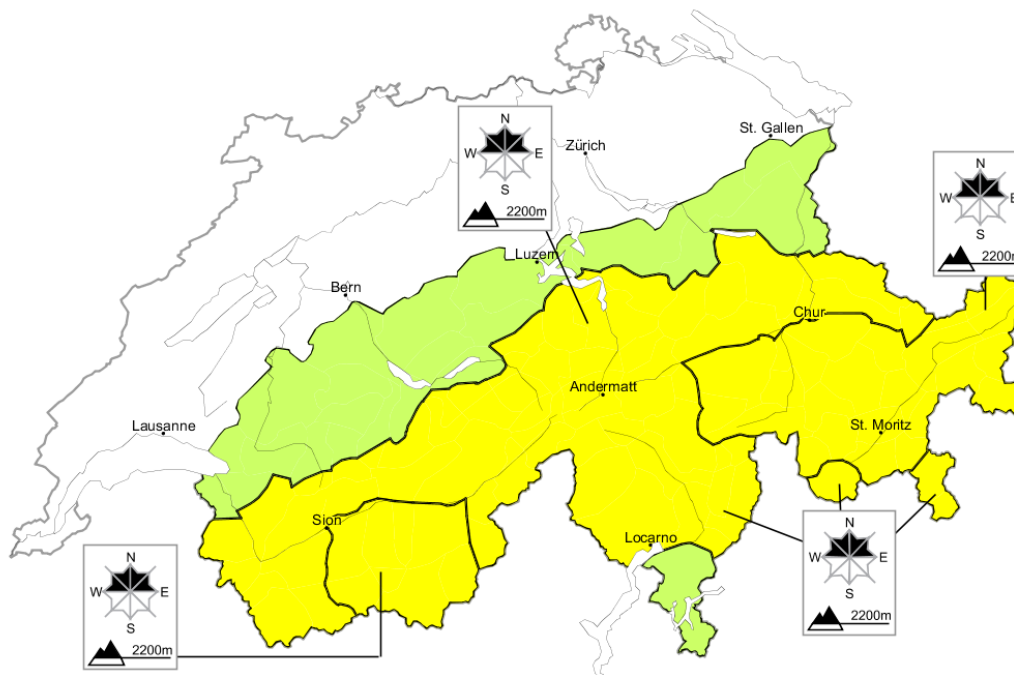 N
St. Gallen
Zürich
W E
S
2200m
N
W E
S
2200m
Luzern
Bern
Chur
Andermatt
Lausanne
St. Moritz
Sion
Locarno
N
W E
S
2200m
N
W E
S
2200m